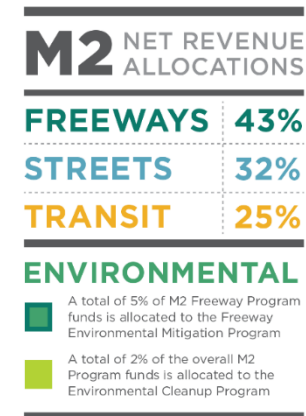 M2 NET REVENUE
ALLOCATIONS
FREEWAYS 43%
STREETS 32%
TRANSIT 25%
ENVIRONMENTAL
A total of 5% of M2 Freeway Program
funds is allocated to the Freeway
Environmental Mitigation Program
A total of 2% of the overall M2
Program funds is allocated to the
Environmental Cleanup Program